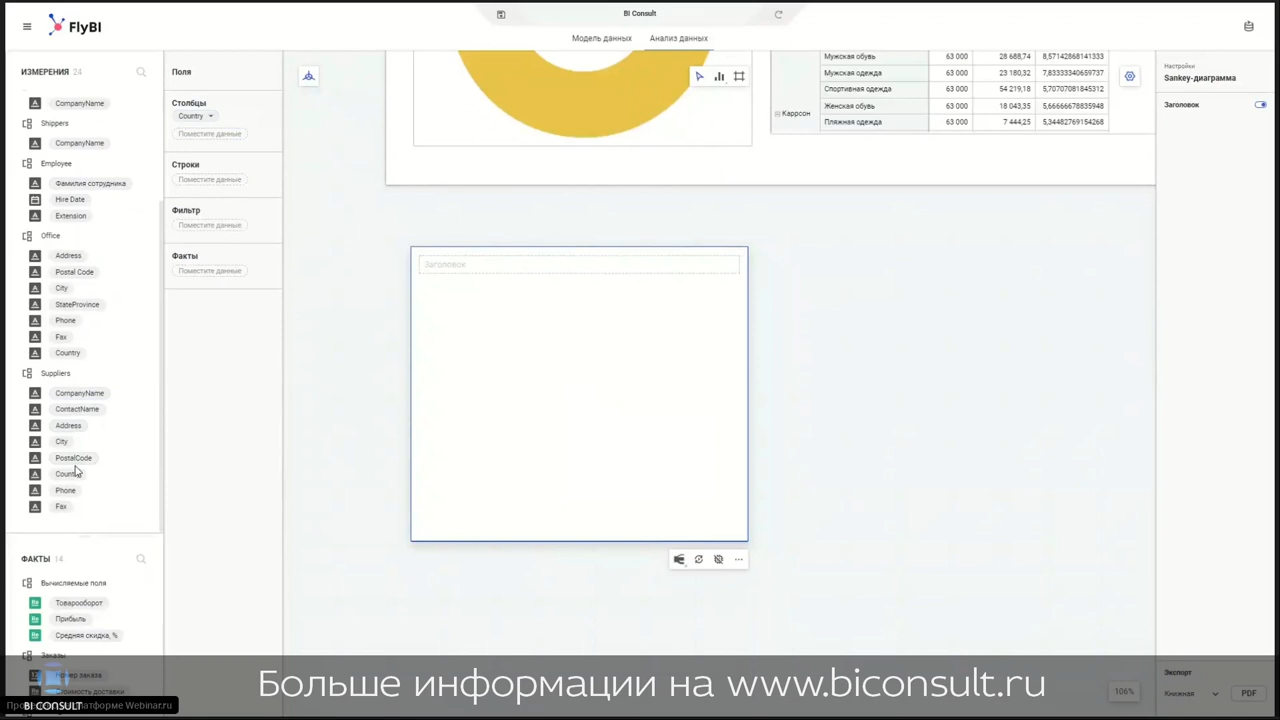 BI Consult
FlyBI
Модель данных
Анализ данных
ИЗМЕРЕНИЯ 24
CompanyName
Shippers
CompanyName
Employee
Фамилия сотрудника
Hire Date
Extension
Office
Address
Postal Code
City
StateProvince
Phone
Fax
Country
Suppliers
CompanyName
ContactName
Address
City
PostalCode
Phone
Fax
ФАКТЫ 14
Вычисляемые поля
Товарооборот
Прибыль
Средняя скидка, %
Заказы
Номер заказа
Поля
Столбцы
Country
Поместите данные
Строки
Поместите данные
Фильтр
Поместите данные
Факты
Поместите данные
Мужская обувь 63 000 28 688,74 8,57142868141333
Мужская одежда 63 000 23 180,32 7,83333340659737
Спортивная одежда 63 000 54 219,18 5,70707081845312
Женская обувь 63 000 18 043,35 5,66666678835948
Каррсон Пляжная одежда 63 000 7 444,25 5,34482769154268
Заголовок
Настройки
Sankey-диаграмма
Заголовок
106%
Экспорт
Книжная
PDF
Больше информации на www.biconsult.ru
BI CONSULT